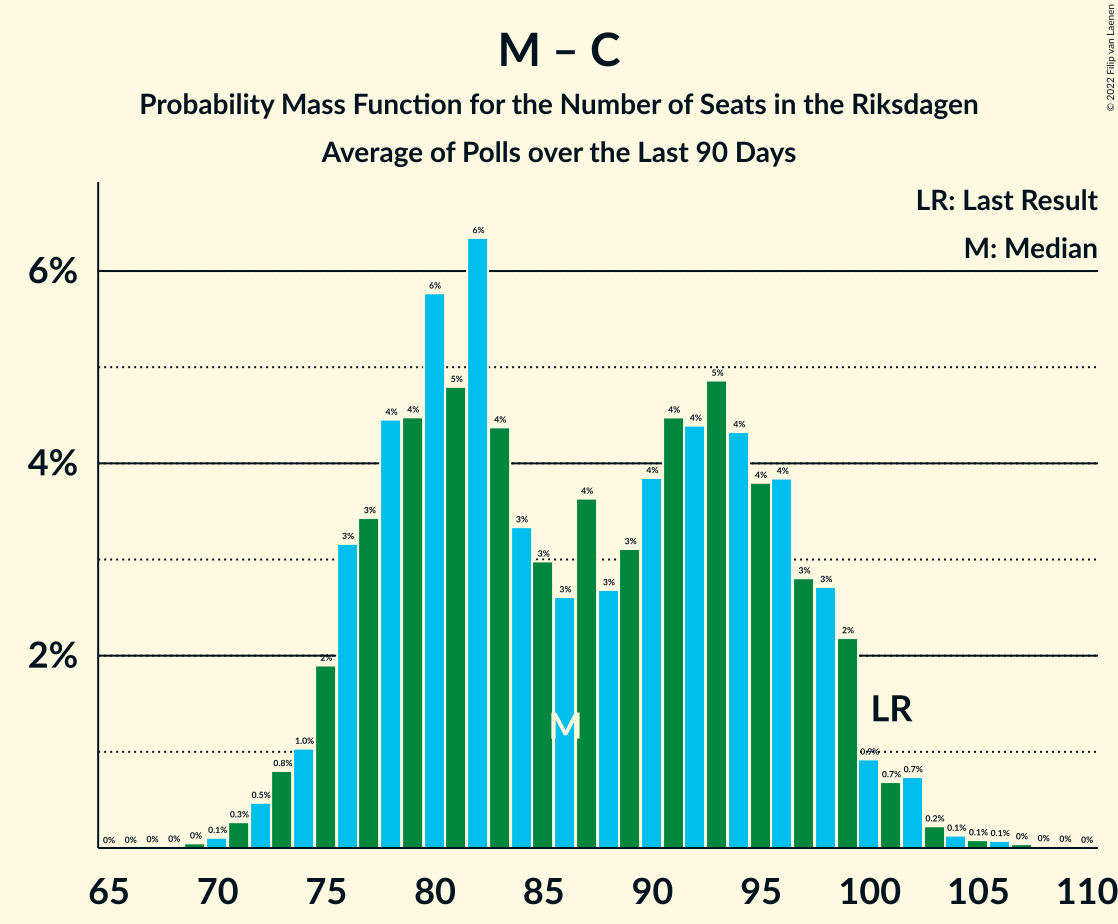 M – C
Probability Mass Function for the Number of Seats in the Riksdagen
Average of Polls over the Last 90 Days
© 2022 Filip van Laenen
LR: Last Result
M: Median
6%
4%
2%
0% 0% 0% 0% 0% 0.1% 0.3% 0.5% 0.8% 1.0% 2% 3% 3% 4% 4% 6% 5% 6% 4% 3% 3% 3% 4% 3% 3% 4% 4% 4% 5% 4% 4% 4% 3% 3% 2% 0.9% 0.7% 0.7% 0.2% 0.1% 0.1% 0.1% 0% 0% 0% 0%
M
LR
65 70 75 80 85 90 95 100 105 110